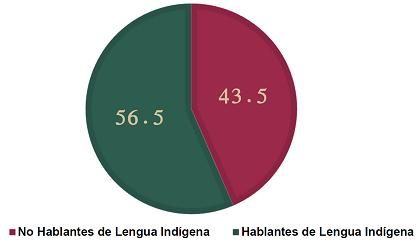 43.5
56.5
No Hablantes de Lengua Indígena
Hablantes de Lengua Indígena